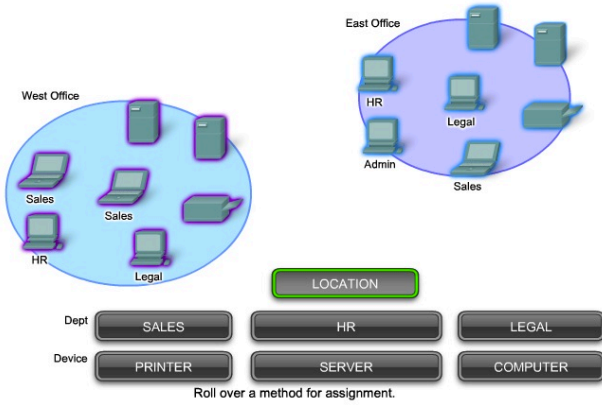 East Office
HR
Legal
Admin
Sales
West Office
Sales
Sales
HR
Legal
LOCATION
Dept SALES HR LEGAL
Device PRINTER SERVER COMPUTER
Roll over a method for assignment.